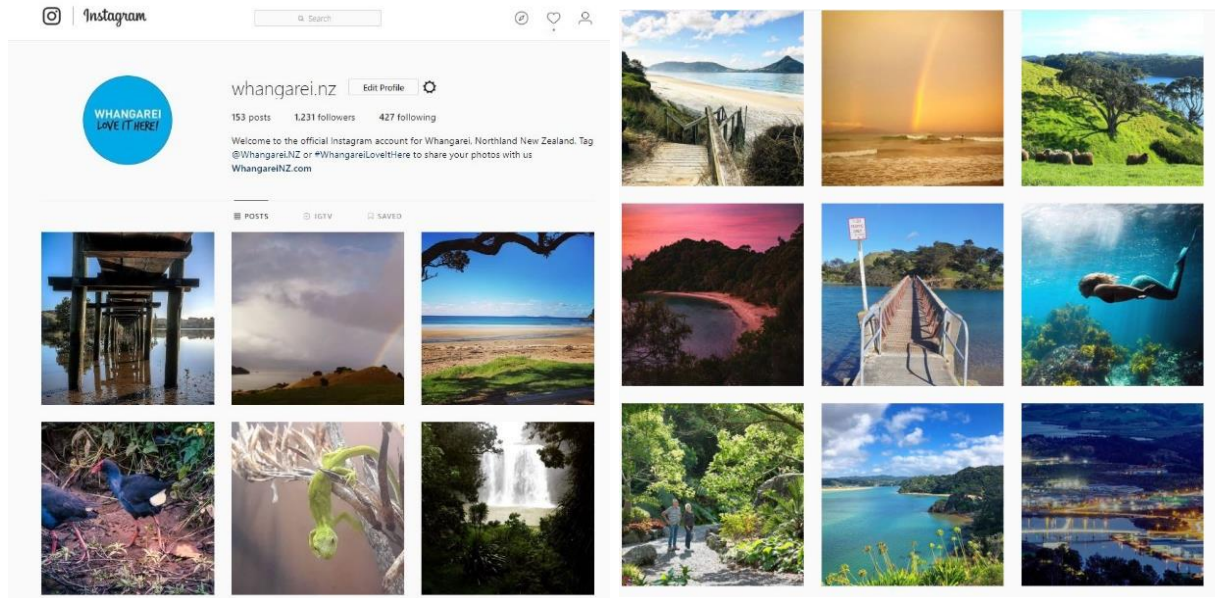 Instagram
Search
WHANGAREI
LOVE IT HERE!
whangarei.nz Edit Profile
153 posts 1,231 followers 427 following
Welcome to the official Instagram account for Whangarei, Northland New Zealand. Tag
@Whangarei.NZ or #WhangareiLoveItHere to share your photos with us
WhangareiNZ.com
POSTS IGTV SAVED